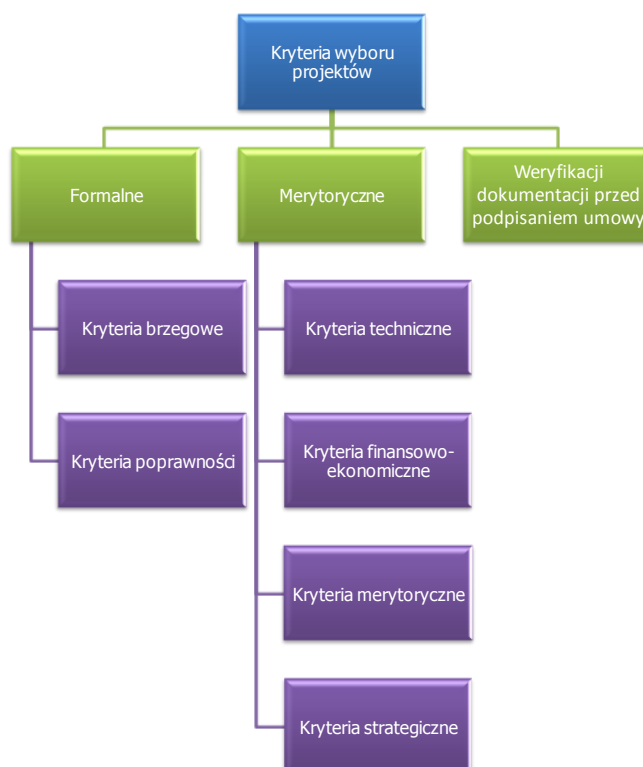 Kryteria wyboru
projektów
Formalne
Merytoryczne
Weryfikacji
dokumentacji przed
podpisaniem umowy
Kryteria brzegowe
Kryteria poprawności
Kryteria techniczne
Kryteria finansowo-
ekonomiczne
Kryteria merytoryczne
Kryteria strategiczne